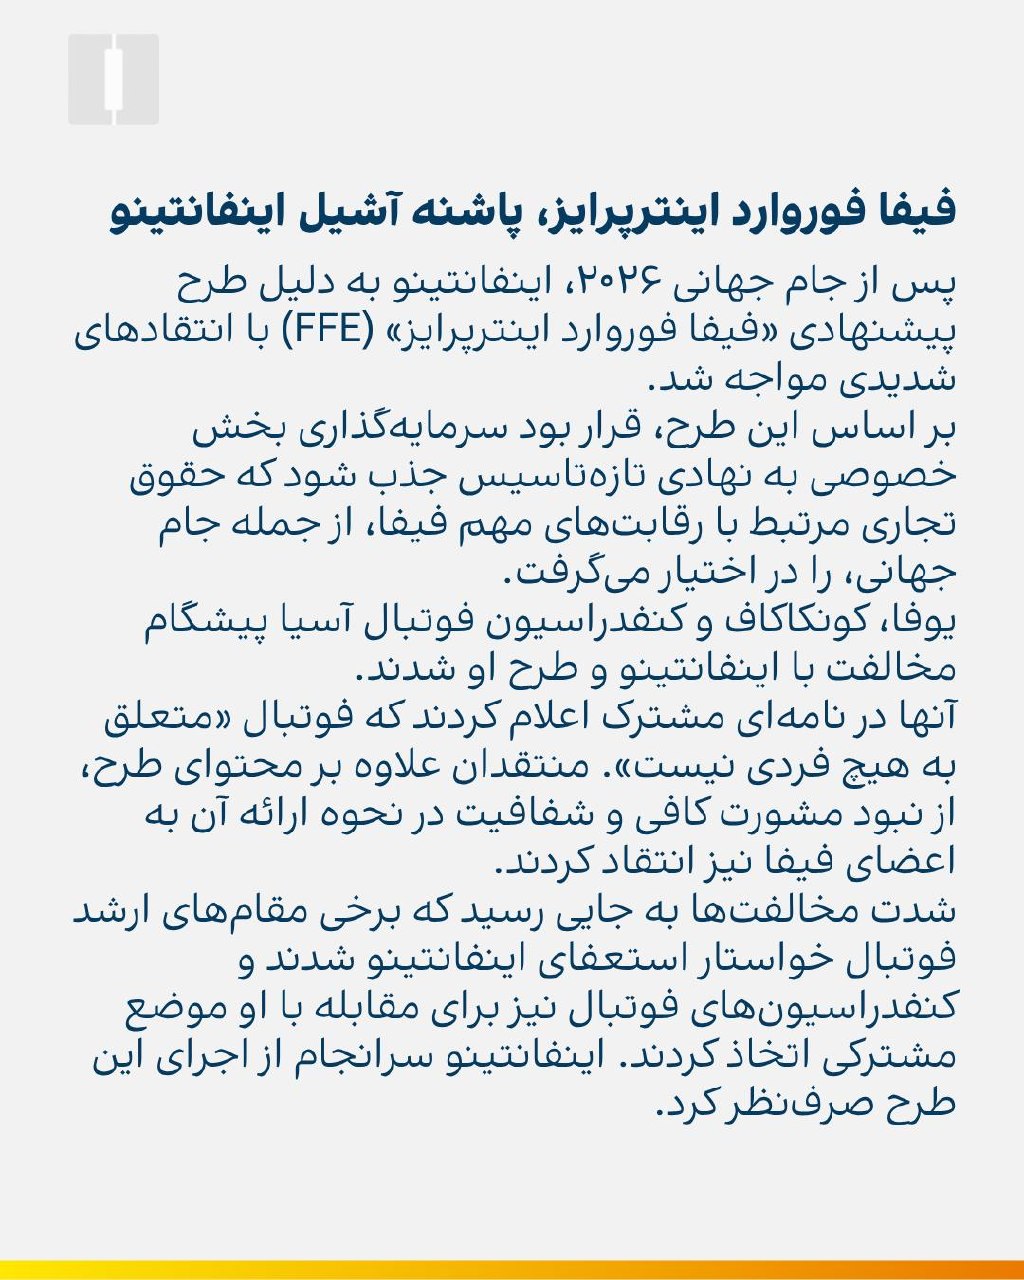 فیفا فوروارد اینترپرایز، پاشنه آشیل اینفانتینو
پس از جام جهانی ۲۰۲۶، اینفانتینو به دلیل طرح
پیشنهادی «فیفا فوروارد اینترپرایز» (FFE) با انتقادهای
شدیدی مواجه شد.
بر اساس این طرح، قرار بود سرمایه‌گذاری بخش
خصوصی به نهادی تازه‌تاسیس جذب شود که حقوق
تجاری مرتبط با رقابت‌های مهم فیفا، از جمله جام
جهانی، را در اختیار می‌گرفت.
یوفا، کونکاکاف و کنفدراسیون فوتبال آسیا پیشگام
مخالفت با اینفانتینو و طرح او شدند.
آنها در نامه‌ای مشترک اعلام کردند که فوتبال «متعلق
به هیچ فردی نیست». منتقدان علاوه بر محتوای طرح،
از نبود مشورت کافی و شفافیت در نحوه ارائه آن به
اعضای فیفا نیز انتقاد کردند.
شدت مخالفت‌ها به جایی رسید که برخی مقام‌های ارشد
فوتبال خواستار استعفای اینفانتینو شدند و
کنفدراسیون‌های فوتبال نیز برای مقابله با او موضع
مشترکی اتخاذ کردند. اینفانتینو سرانجام از اجرای این
طرح صرف‌نظر کرد.